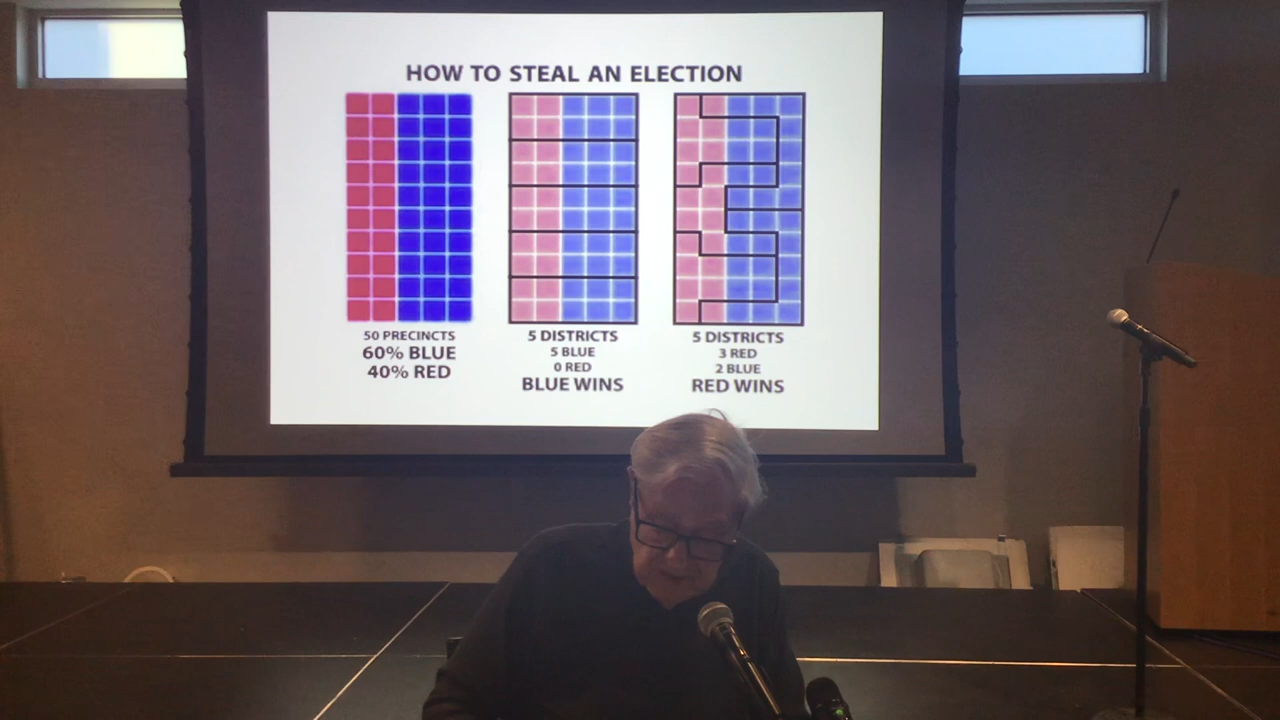 HOW TO STEAL AN ELECTION
50 PRECINCTS
60% BLUE
40% RED
5 DISTRICTS
5 BLUE
0 RED
BLUE WINS
5 DISTRICTS
3 RED
2 BLUE
RED WINS